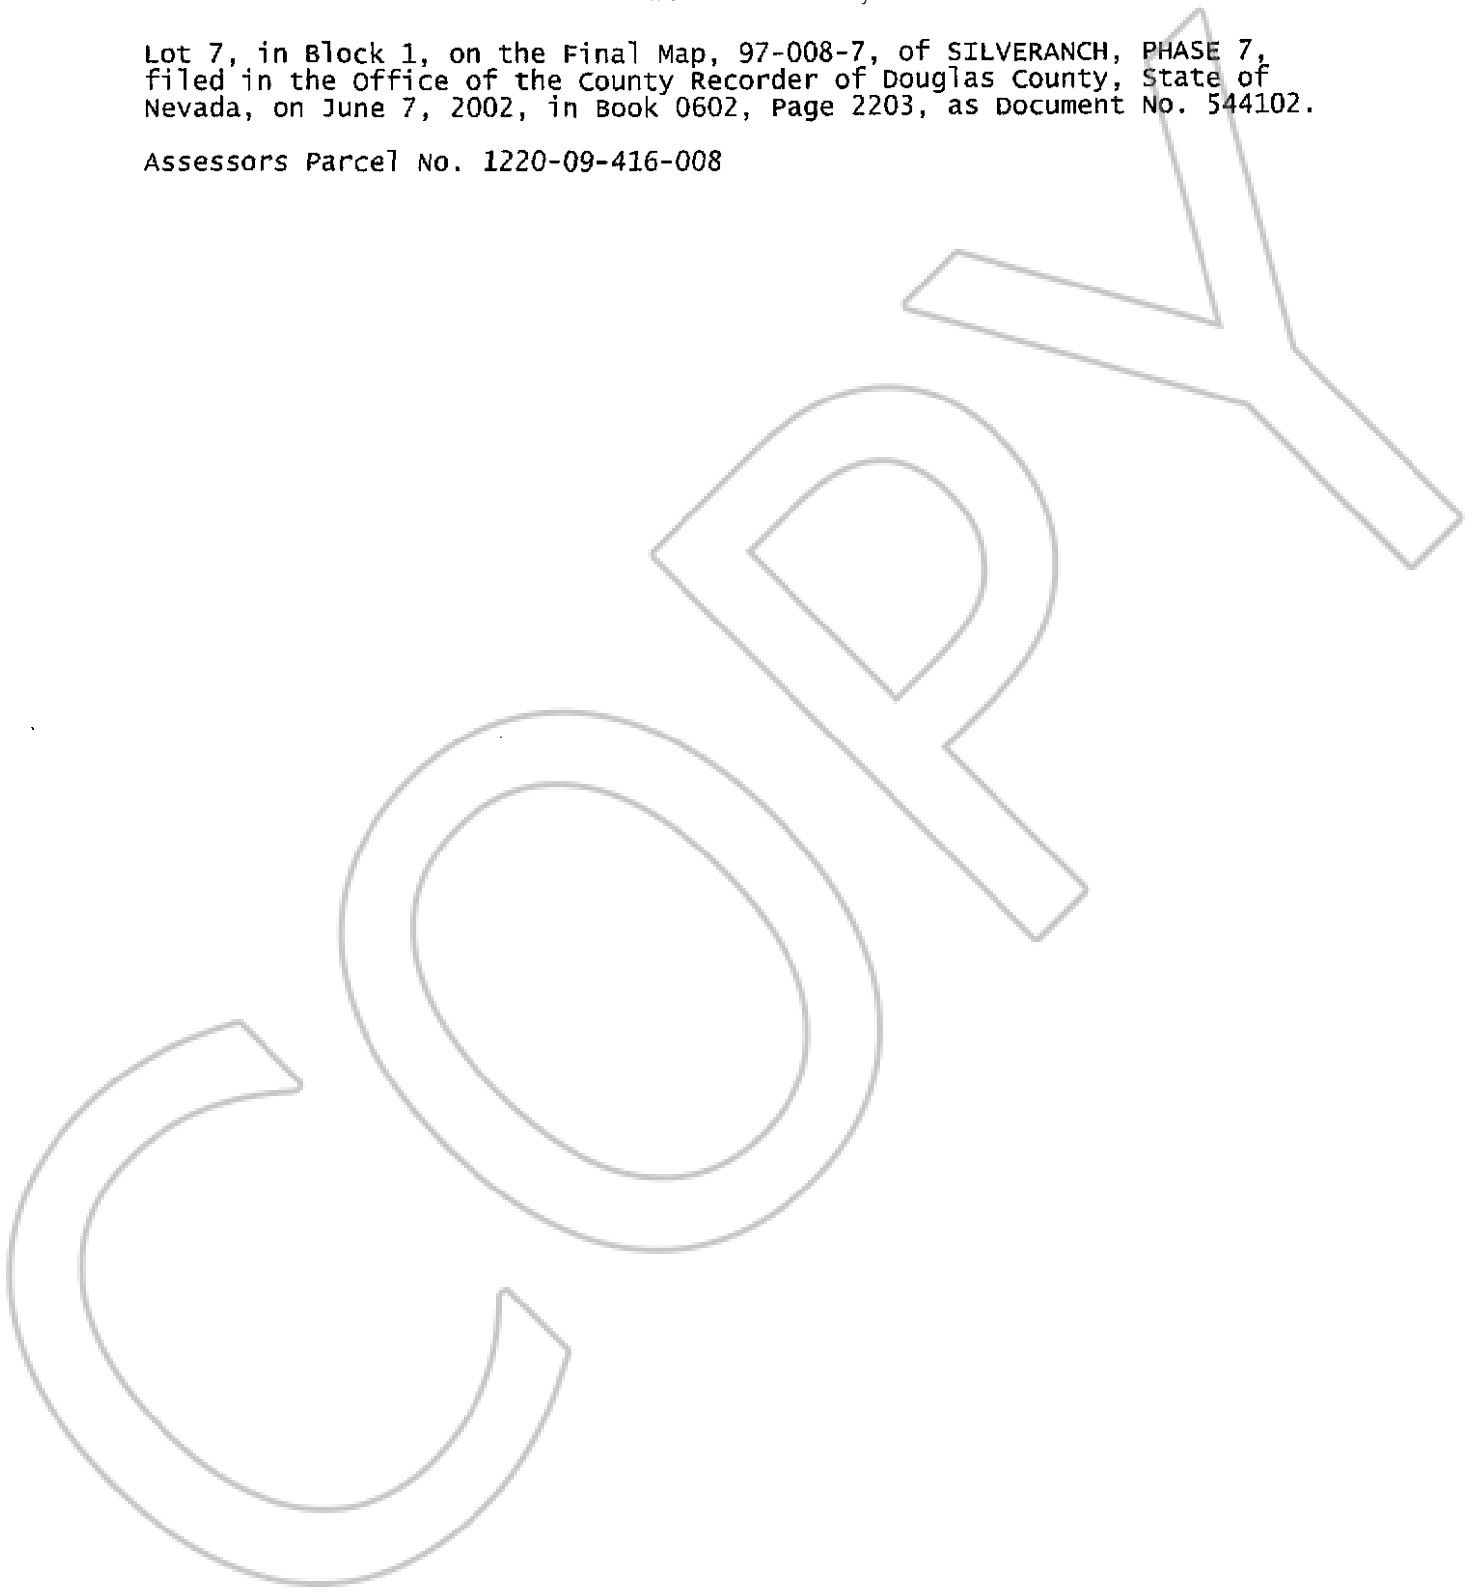 Lot 7, in Block 1, on the Final Map, 97-008-7, of SILVERANCH, PHASE 7,
filed in the Office of the County Recorder of Douglas County, State of
Nevada, on June 7, 2002, in Book 0602, Page 2203, as Document No. 544102.
Assessors Parcel No. 1220-09-416-008
COPY